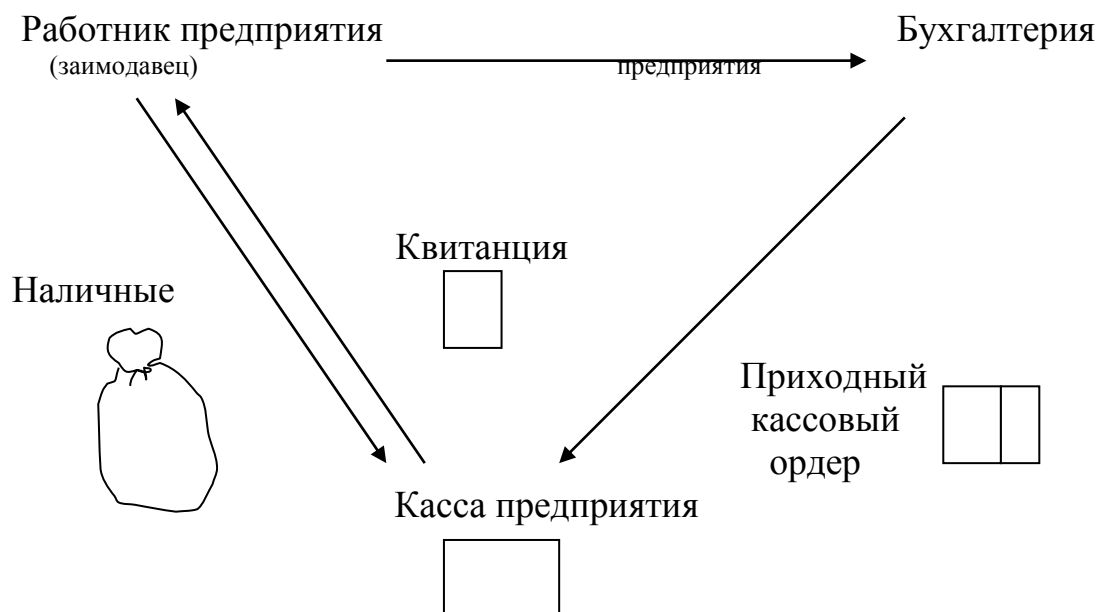 Работник предприятия
Бухгалтерия
(заимодавец)
предприятия
Квитанция
Наличные
Приходный
кассовый
ордер
Касса предприятия